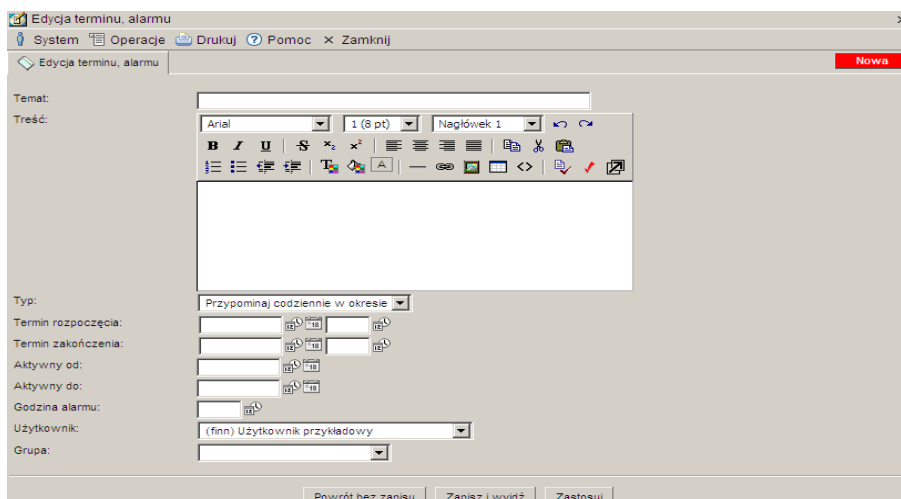 Edycja terminu, alarmu
System Operacje Drukuj Pomoc × Zamknij
Edycja terminu, alarmu Nowa
Temat:
Treść:
Arial 1 (8 pt) Nagłówek 1
B I U S x₂ x²
Typ: Przypominaj codziennie w okresie
Termin rozpoczęcia:
Termin zakończenia:
Aktywny od:
Aktywny do:
Godzina alarmu:
Użytkownik: (finn) Użytkownik przykładowy
Grupa:
Powrót bez zapisu Zapisz i wyjdź Zastosuj